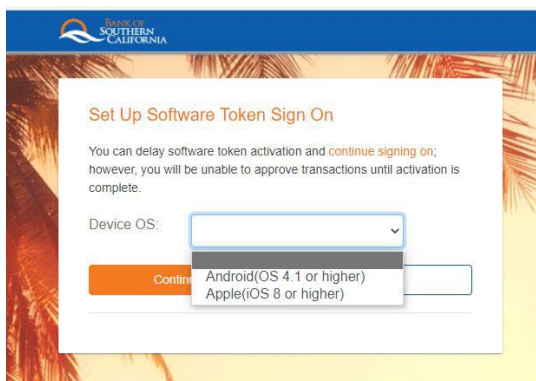 BANK OF
SOUTHERN
CALIFORNIA
Set Up Software Token Sign On
You can delay software token activation and continue signing on;
however, you will be unable to approve transactions until activation is
complete.
Device OS:
Android(OS 4.1 or higher)
Apple(iOS 8 or higher)